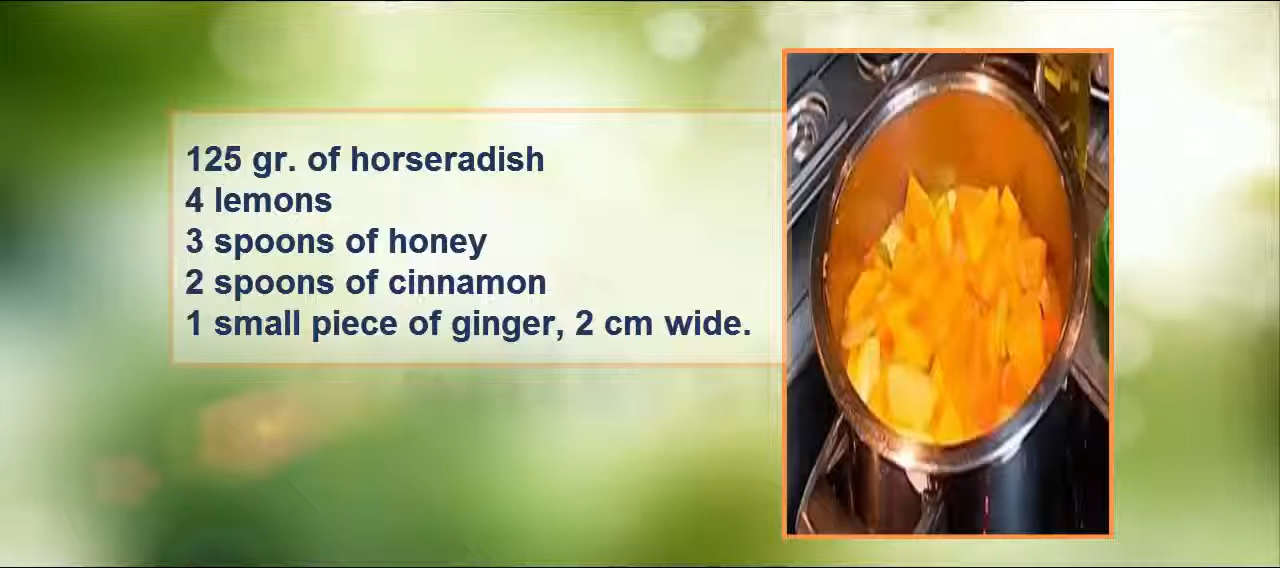 125 gr. of horseradish
4 lemons
3 spoons of honey
2 spoons of cinnamon
1 small piece of ginger, 2 cm wide.